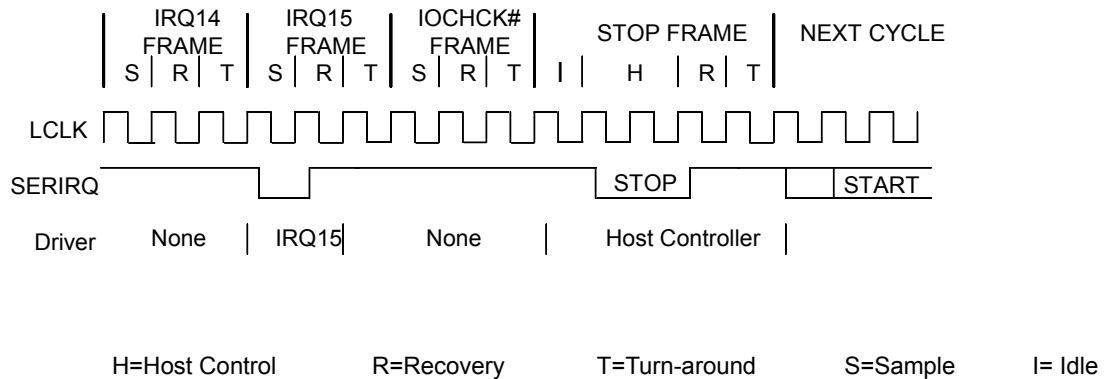 IRQ14 FRAME
IRQ15 FRAME
IOCHCK# FRAME
STOP FRAME
NEXT CYCLE
S R T S R T S R T I H R T
LCLK
SERIRQ STOP START
Driver None IRQ15 None Host Controller
H=Host Control R=Recovery T=Turn-around S=Sample I= Idle